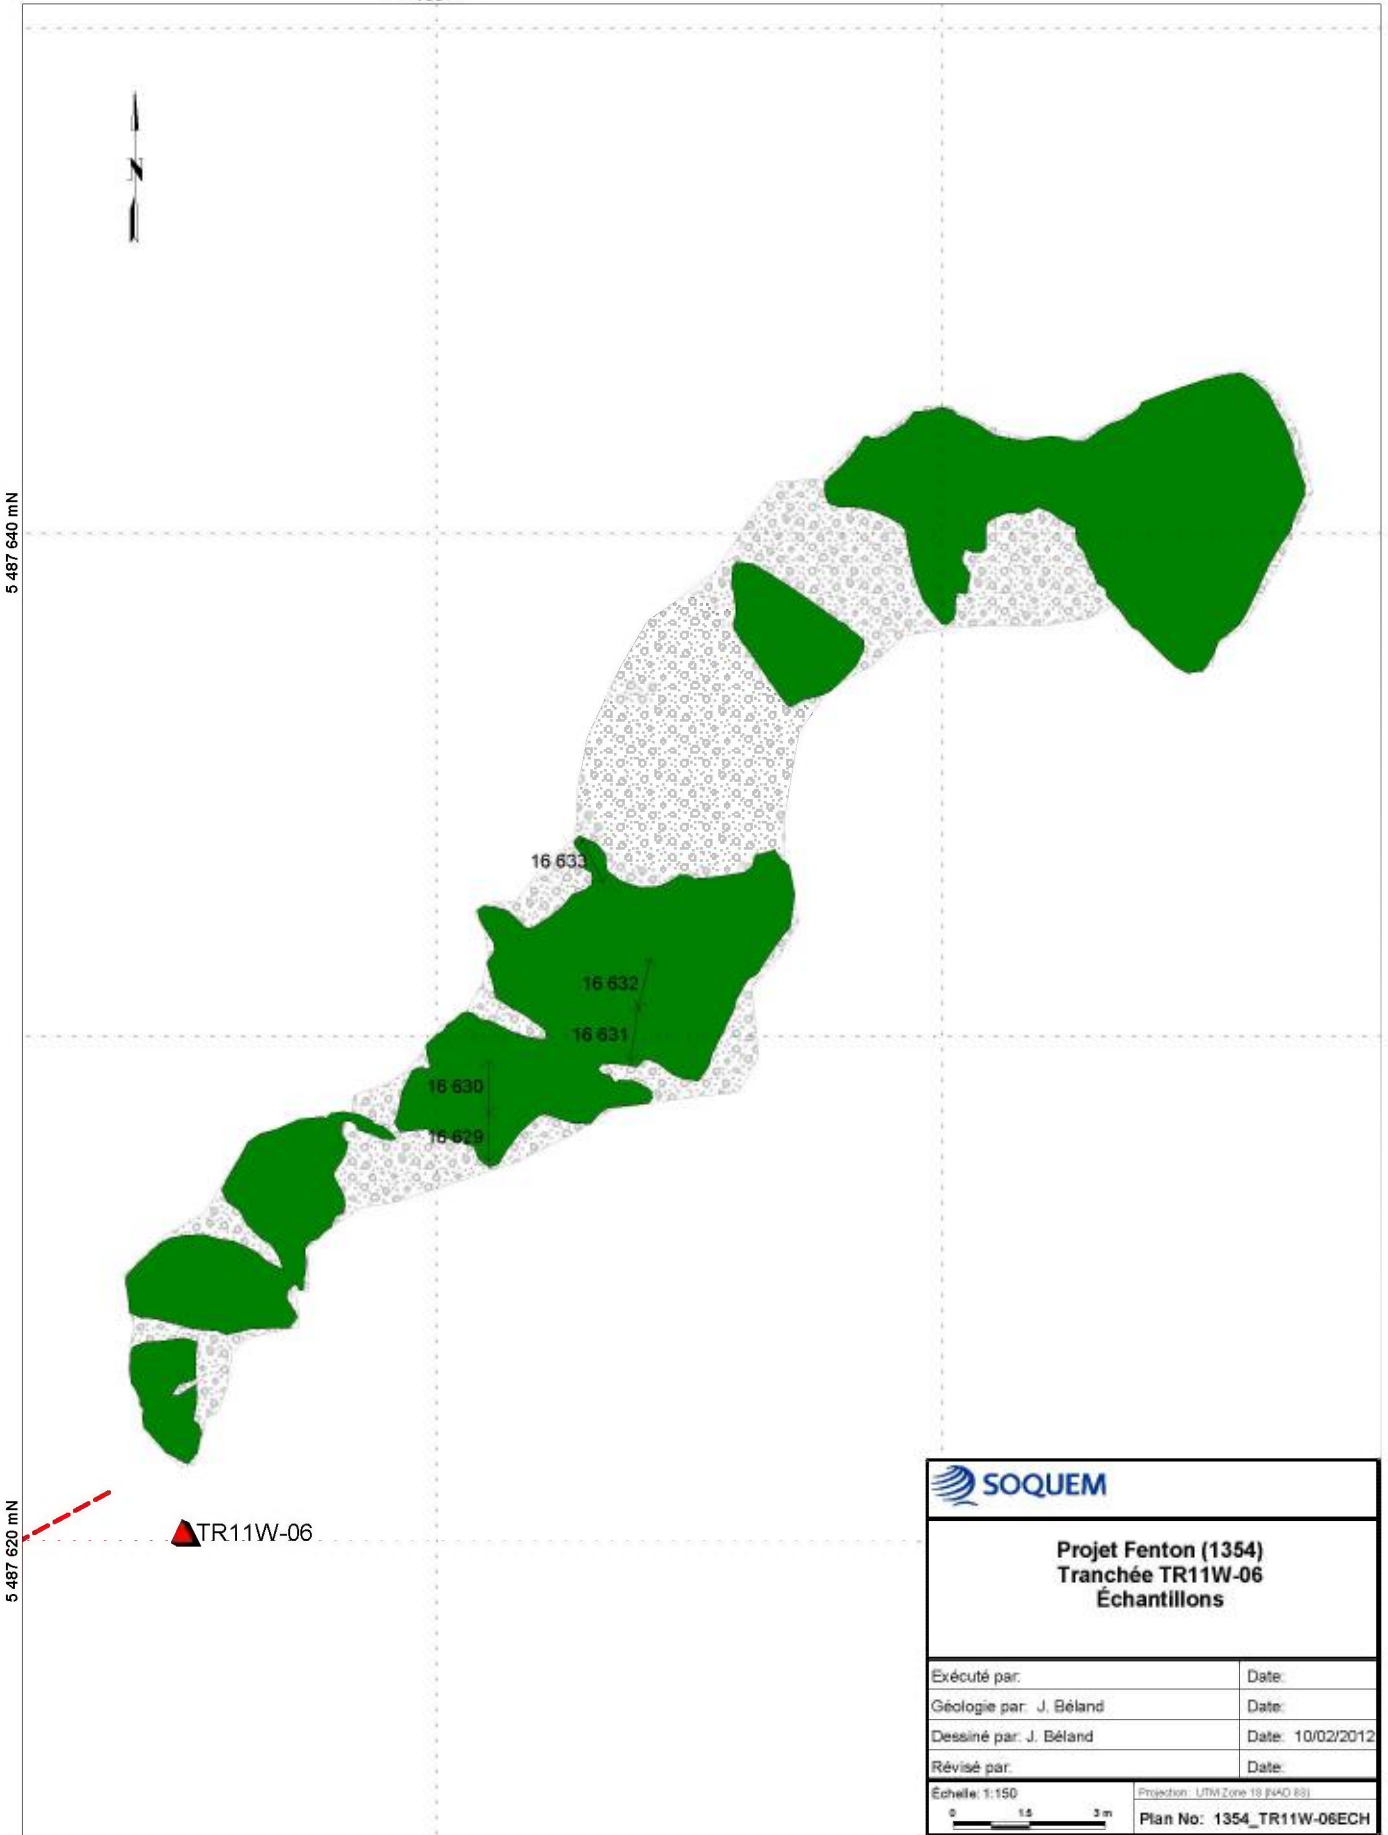 N
5 487 640 mN
16 633
16 632
16 631
16 630
16 629
5 487 620 mN
TR11W-06
SOQUEM
Projet Fenton (1354)
Tranchée TR11W-06
Échantillons
Exécuté par: Date:
Géologie par: J. Béland Date:
Dessiné par: J. Béland Date: 10/02/2012
Révisé par: Date:
Échelle: 1:150
Projection: UTM Zone 18 (NAD 83)
0 1.5 3 m
Plan No: 1354_TR11W-06ECH